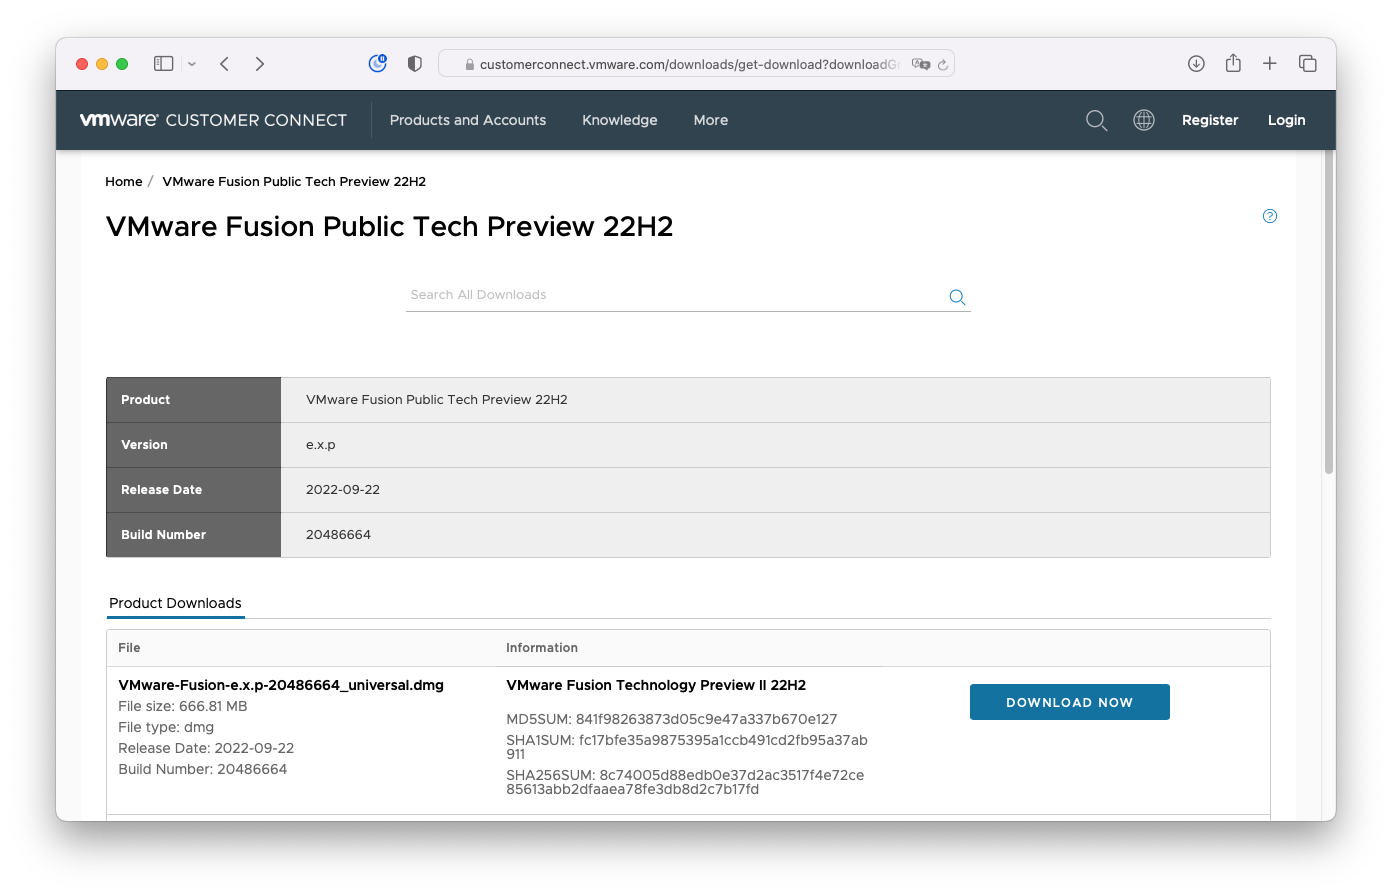 customerconnect.vmware.com/downloads/get-download?downloadG
vmware CUSTOMER CONNECT
Products and Accounts
Knowledge
More
Register
Login
Home / VMware Fusion Public Tech Preview 22H2
VMware Fusion Public Tech Preview 22H2
Search All Downloads
Product VMware Fusion Public Tech Preview 22H2
Version e.x.p
Release Date 2022-09-22
Build Number 20486664
Product Downloads
File Information
VMware-Fusion-e.x.p-20486664_universal.dmg
File size: 666.81 MB
File type: dmg
Release Date: 2022-09-22
Build Number: 20486664
VMware Fusion Technology Preview II 22H2
MD5SUM: 841f98263873d05c9e47a337b670e127
SHA1SUM: fc17bfe35a9875395a1ccb491cd2fb95a37ab
911
SHA256SUM: 8c74005d88edb0e37d2ac3517f4e72ce
85613abb2dfaaea78fe3db8d2c7b17fd
DOWNLOAD NOW